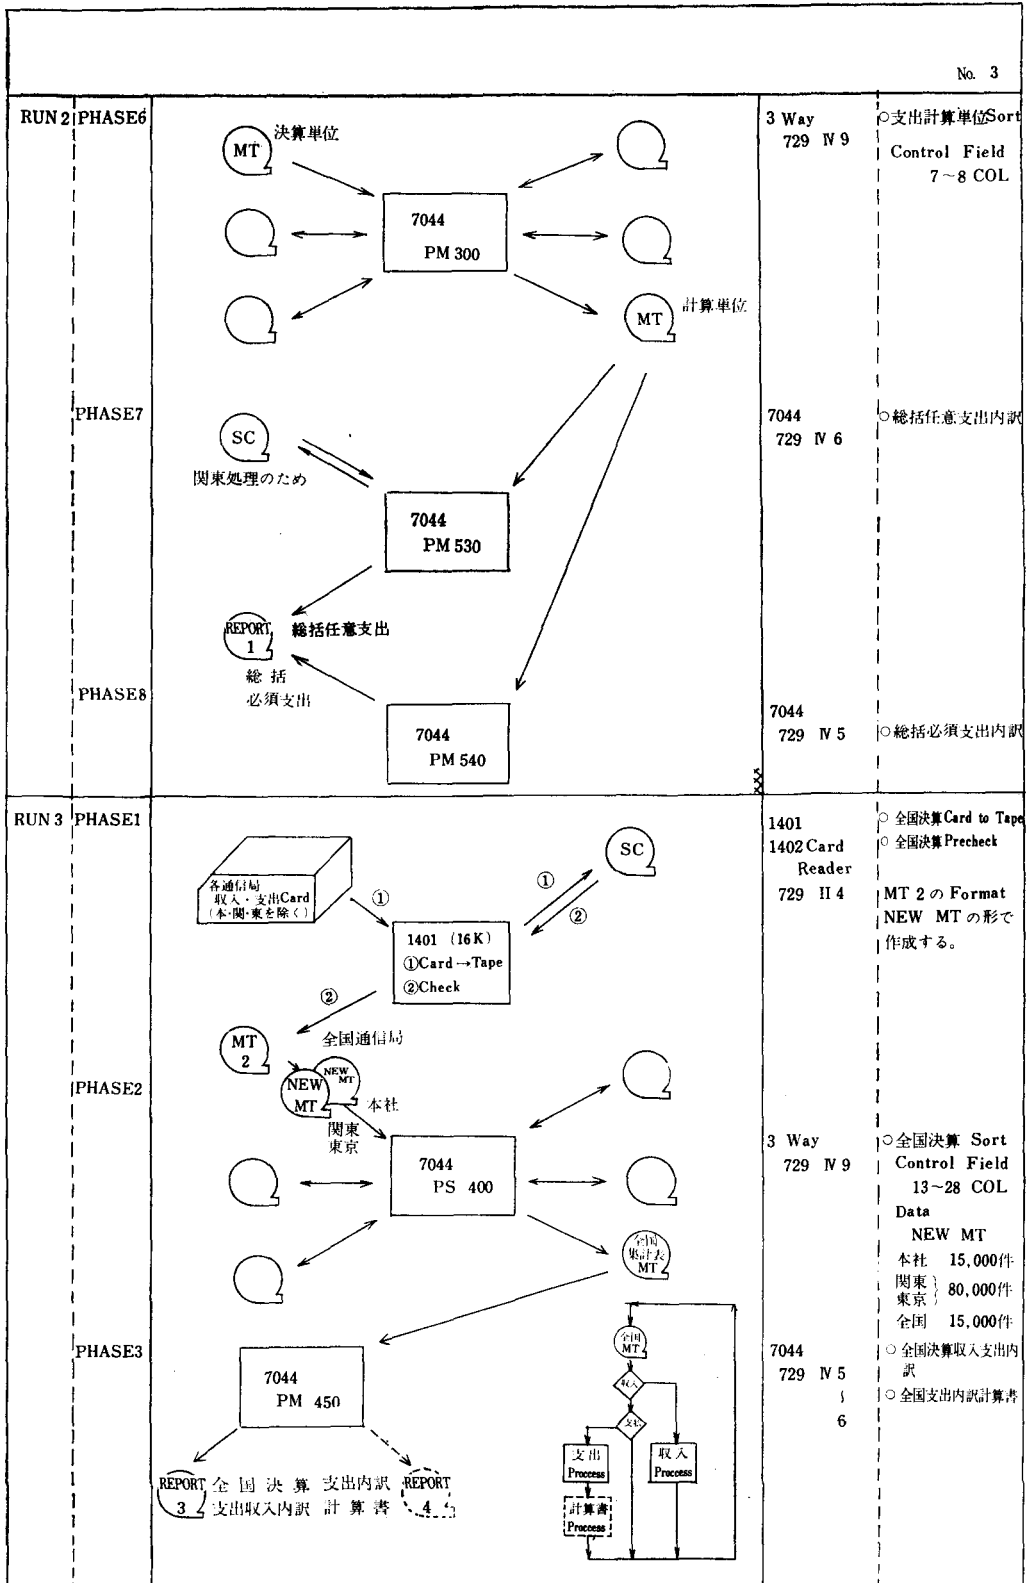 No. 3
RUN 2 PHASE6
MT
決算単位
7044
PM 300
MT
計算単位
3 Way
729 Ⅳ 9
○支出計算単位Sort
Control Field
7~8 COL
PHASE7
SC
関東処理のため
7044
PM 530
REPORT
1
総括任意支出
総括
必須支出
7044
729 Ⅳ 6
○総括任意支出内訳
PHASE8
7044
PM 540
7044
729 Ⅳ 5
○総括必須支出内訳
RUN 3 PHASE1
各通信局
収入・支出Card
(本・関・東を除く)
①
1401 (16K)
①Card→Tape
②Check
①
②
SC
②
MT
2
全国通信局
1401
1402 Card
Reader
729 II 4
○ 全国決算Card to Tape
○ 全国決算Precheck
MT 2 の Format
NEW MT の形で
作成する。
PHASE2
NEW
MT
NEW
MT
本社
関東
東京
7044
PS 400
全国
集計表
MT
3 Way
729 Ⅳ 9
○全国決算 Sort
Control Field
13~28 COL
Data
NEW MT
本社 15,000件
関東
東京
80,000件
全国 15,000件
PHASE3
7044
PM 450
REPORT
3
全国決算
支出収入内訳
支出内訳
計算書
REPORT
4
全国
MT
収入
支払
支出
Proccess
収入
Proccess
計算書
Proccess
7044
729 Ⅳ 5
~
6
○ 全国決算収入支出内
訳
○ 全国支出内訳計算書